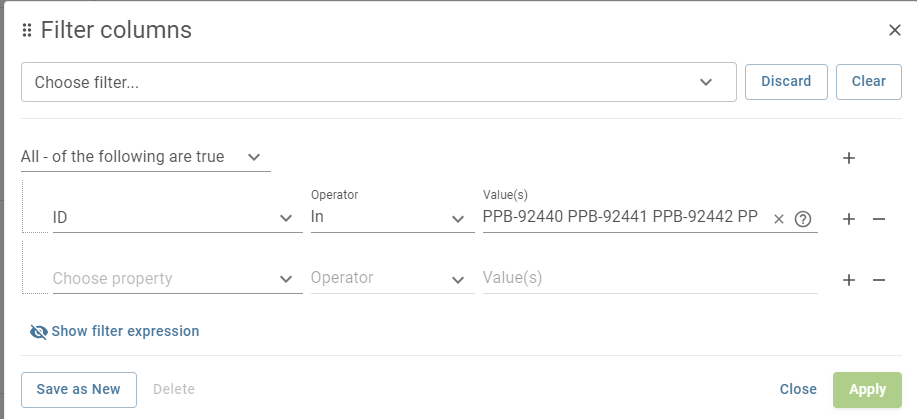 Filter columns
Choose filter...
Discard
Clear
All - of the following are true
Operator
Value(s)
ID
In
PPB-92440 PPB-92441 PPB-92442 PP
Choose property
Operator
Value(s)
Show filter expression
Save as New
Delete
Close
Apply